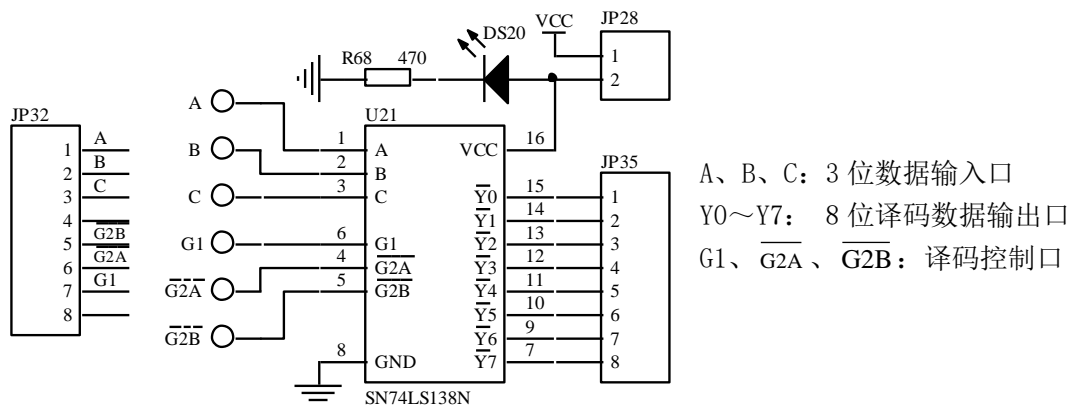 VCC
JP28
DS20
R68 470
1
2
JP32
1 A
2 B
3 C
4
5 G2B
6 G2A
7 G1
8
A
B
C
G1
G2A
G2B
U21
1 A
2 B
3 C
6 G1
4 G2A
5 G2B
8 GND
VCC 16
Y0 15
Y1 14
Y2 13
Y3 12
Y4 11
Y5 10
Y6 9
Y7 7
SN74LS138N
JP35
1
2
3
4
5
6
7
8
A、B、C：3 位数据输入口
Y0～Y7： 8 位译码数据输出口
G1、G2A、G2B：译码控制口